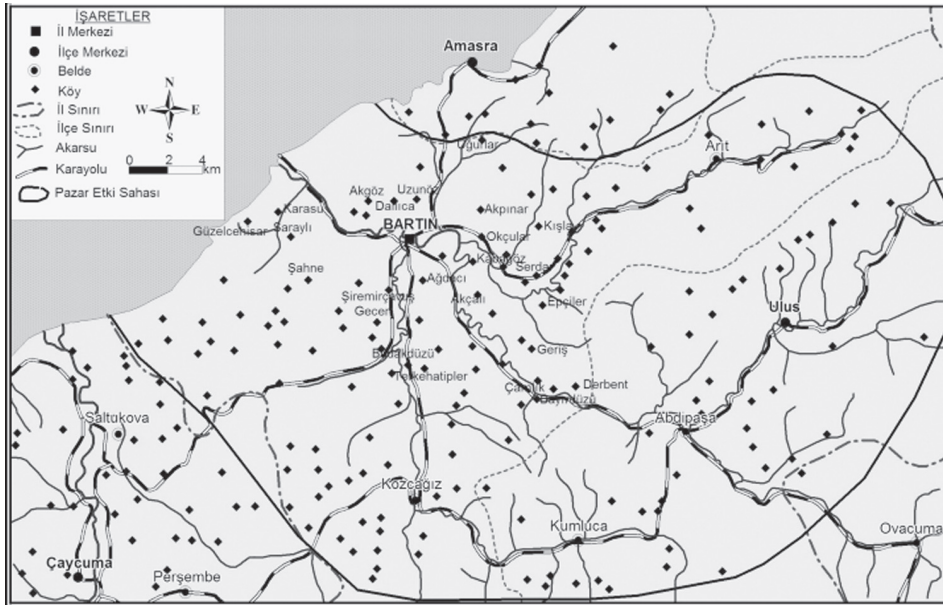 İŞARETLER
İl Merkezi
İlçe Merkezi
Belde
Köy
İl Sınırı
İlçe Sınırı
Akarsu
Karayolu
Pazar Etki Sahası
N
W E
S
0 2 4
km
Amasra
Uğurlar
Arıt
Akgöz
Uzunöz
Dallıca
Karasu
Akpınar
BARTIN
Güzelcehisar
Saraylı
Okçular
Kışla
Serdar
Şahne
Ağdacı
Akçalı
Epçiler
Ulus
Gecen
Geriş
Terkehatipler
Derbent
Saltukova
Abdipaşa
Kozcağız
Kumluca
Ovacuma
Çaycuma
Perşembe